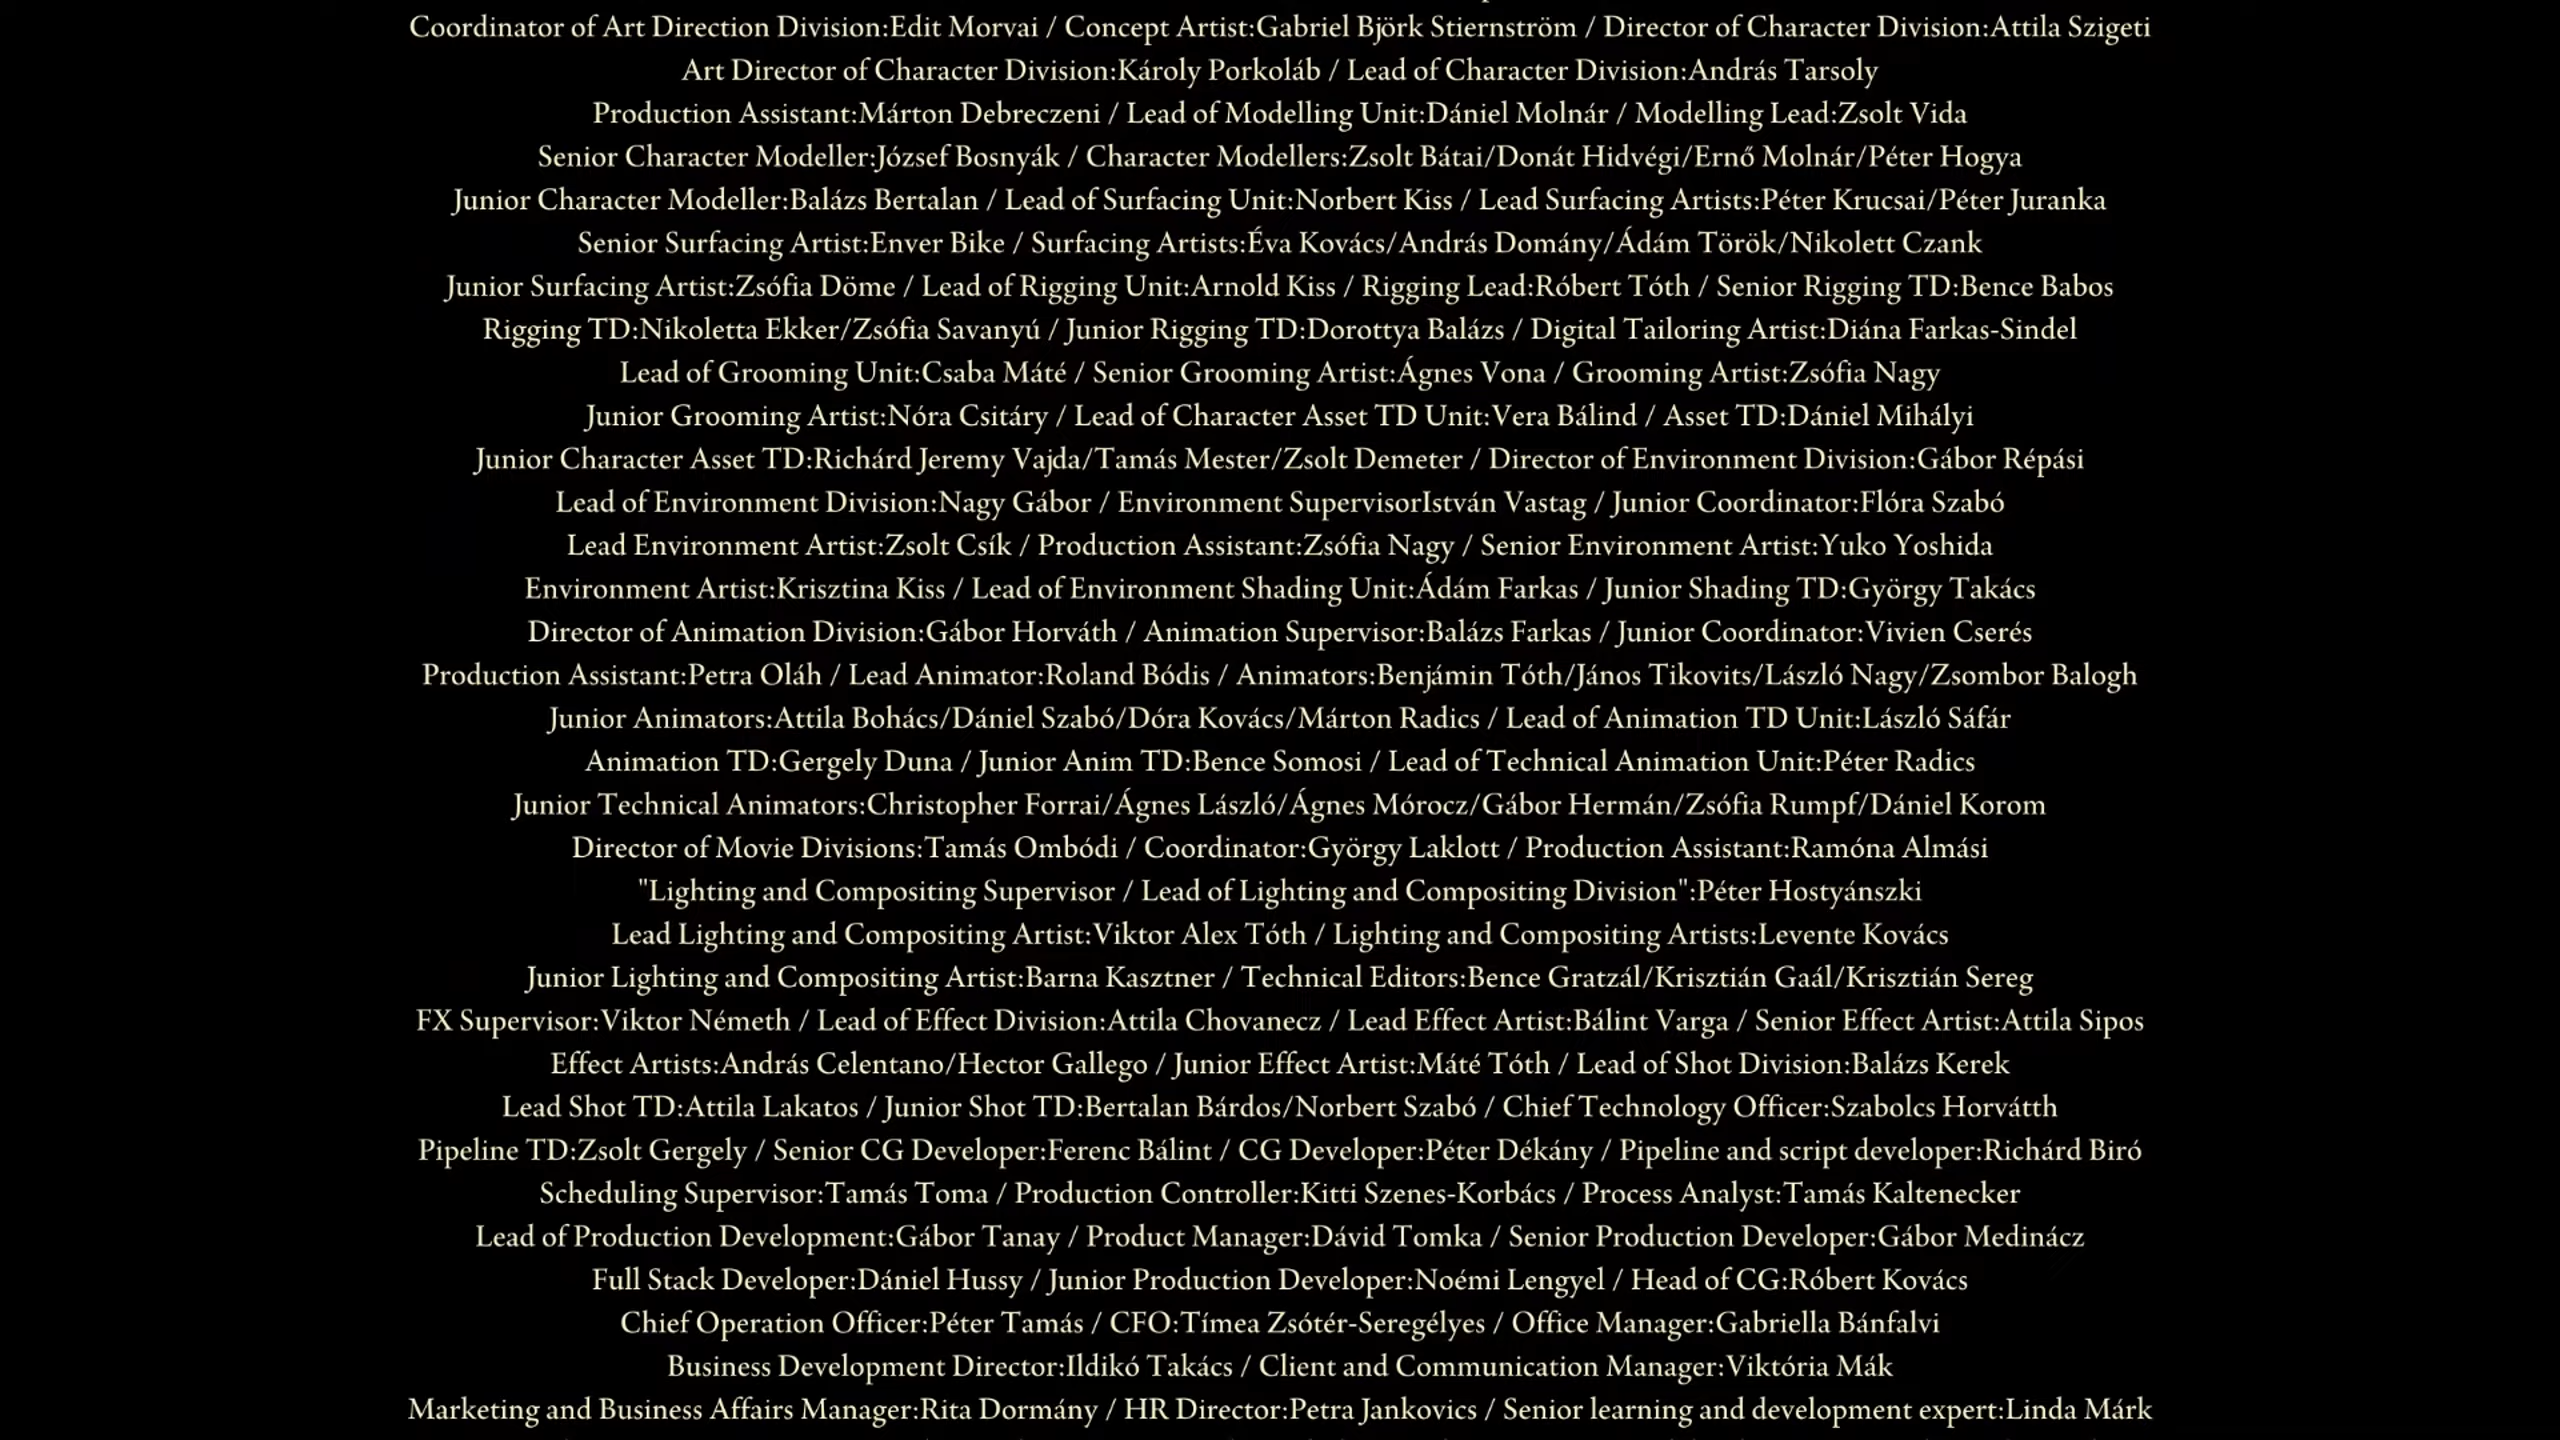 Coordinator of Art Direction Division:Edit Morvai / Concept Artist:Gabriel Björk Stiernström / Director of Character Division:Attila Szigeti
Art Director of Character Division:Károly Porkoláb / Lead of Character Division:András Tarsoly
Production Assistant:Márton Debreczeni / Lead of Modelling Unit:Dániel Molnár / Modelling Lead:Zsolt Vida
Senior Character Modeller:József Bosnyák / Character Modellers:Zsolt Bátai/Donát Hidvégi/Ernő Molnár/Péter Hogya
Junior Character Modeller:Balázs Bertalan / Lead of Surfacing Unit:Norbert Kiss / Lead Surfacing Artists:Péter Krucsai/Péter Juranka
Senior Surfacing Artist:Enver Bike / Surfacing Artists:Éva Kovács/András Domány/Ádám Török/Nikolett Czank
Junior Surfacing Artist:Zsófia Döme / Lead of Rigging Unit:Arnold Kiss / Rigging Lead:Róbert Tóth / Senior Rigging TD:Bence Babos
Rigging TD:Nikoletta Ekker/Zsófia Savanyú / Junior Rigging TD:Dorottya Balázs / Digital Tailoring Artist:Diána Farkas-Sindel
Lead of Grooming Unit:Csaba Máté / Senior Grooming Artist:Ágnes Vona / Grooming Artist:Zsófia Nagy
Junior Grooming Artist:Nóra Csitáry / Lead of Character Asset TD Unit:Vera Bálind / Asset TD:Dániel Mihályi
Junior Character Asset TD:Richárd Jeremy Vajda/Tamás Mester/Zsolt Demeter / Director of Environment Division:Gábor Répási
Lead of Environment Division:Nagy Gábor / Environment SupervisorIstván Vastag / Junior Coordinator:Flóra Szabó
Lead Environment Artist:Zsolt Csík / Production Assistant:Zsófia Nagy / Senior Environment Artist:Yuko Yoshida
Environment Artist:Krisztina Kiss / Lead of Environment Shading Unit:Ádám Farkas / Junior Shading TD:György Takács
Director of Animation Division:Gábor Horváth / Animation Supervisor:Balázs Farkas / Junior Coordinator:Vivien Cserés
Production Assistant:Petra Oláh / Lead Animator:Roland Bódis / Animators:Benjámin Tóth/János Tikovits/László Nagy/Zsombor Balogh
Junior Animators:Attila Bohács/Dániel Szabó/Dóra Kovács/Márton Radics / Lead of Animation TD Unit:László Sáfár
Animation TD:Gergely Duna / Junior Anim TD:Bence Somosi / Lead of Technical Animation Unit:Péter Radics
Junior Technical Animators:Christopher Forrai/Ágnes László/Ágnes Mórocz/Gábor Hermán/Zsófia Rumpf/Dániel Korom
Director of Movie Divisions:Tamás Ombódi / Coordinator:György Laklott / Production Assistant:Ramóna Almási
"Lighting and Compositing Supervisor / Lead of Lighting and Compositing Division":Péter Hostyánszki
Lead Lighting and Compositing Artist:Viktor Alex Tóth / Lighting and Compositing Artists:Levente Kovács
Junior Lighting and Compositing Artist:Barna Kasztner / Technical Editors:Bence Gratzál/Krisztián Gaál/Krisztián Sereg
FX Supervisor:Viktor Németh / Lead of Effect Division:Attila Chovanecz / Lead Effect Artist:Bálint Varga / Senior Effect Artist:Attila Sipos
Effect Artists:András Celentano/Hector Gallego / Junior Effect Artist:Máté Tóth / Lead of Shot Division:Balázs Kerek
Lead Shot TD:Attila Lakatos / Junior Shot TD:Bertalan Bárdos/Norbert Szabó / Chief Technology Officer:Szabolcs Horvátth
Pipeline TD:Zsolt Gergely / Senior CG Developer:Ferenc Bálint / CG Developer:Péter Dékány / Pipeline and script developer:Richárd Biró
Scheduling Supervisor:Tamás Toma / Production Controller:Kitti Szenes-Korbács / Process Analyst:Tamás Kaltenecker
Lead of Production Development:Gábor Tanay / Product Manager:Dávid Tomka / Senior Production Developer:Gábor Medinácz
Full Stack Developer:Dániel Hussy / Junior Production Developer:Noémi Lengyel / Head of CG:Róbert Kovács
Chief Operation Officer:Péter Tamás / CFO:Tímea Zsótér-Seregélyes / Office Manager:Gabriella Bánfalvi
Business Development Director:Ildikó Takács / Client and Communication Manager:Viktória Mák
Marketing and Business Affairs Manager:Rita Dormány / HR Director:Petra Jankovics / Senior learning and development expert:Linda Márk